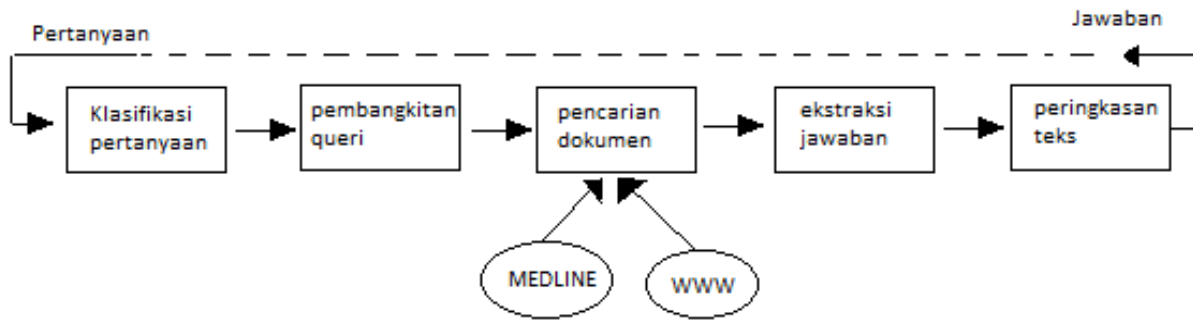 Pertanyaan
Jawaban
Klasifikasi
pertanyaan
pembangkitan
queri
pencarian
dokumen
ekstraksi
jawaban
peringkasan
teks
MEDLINE
WWW